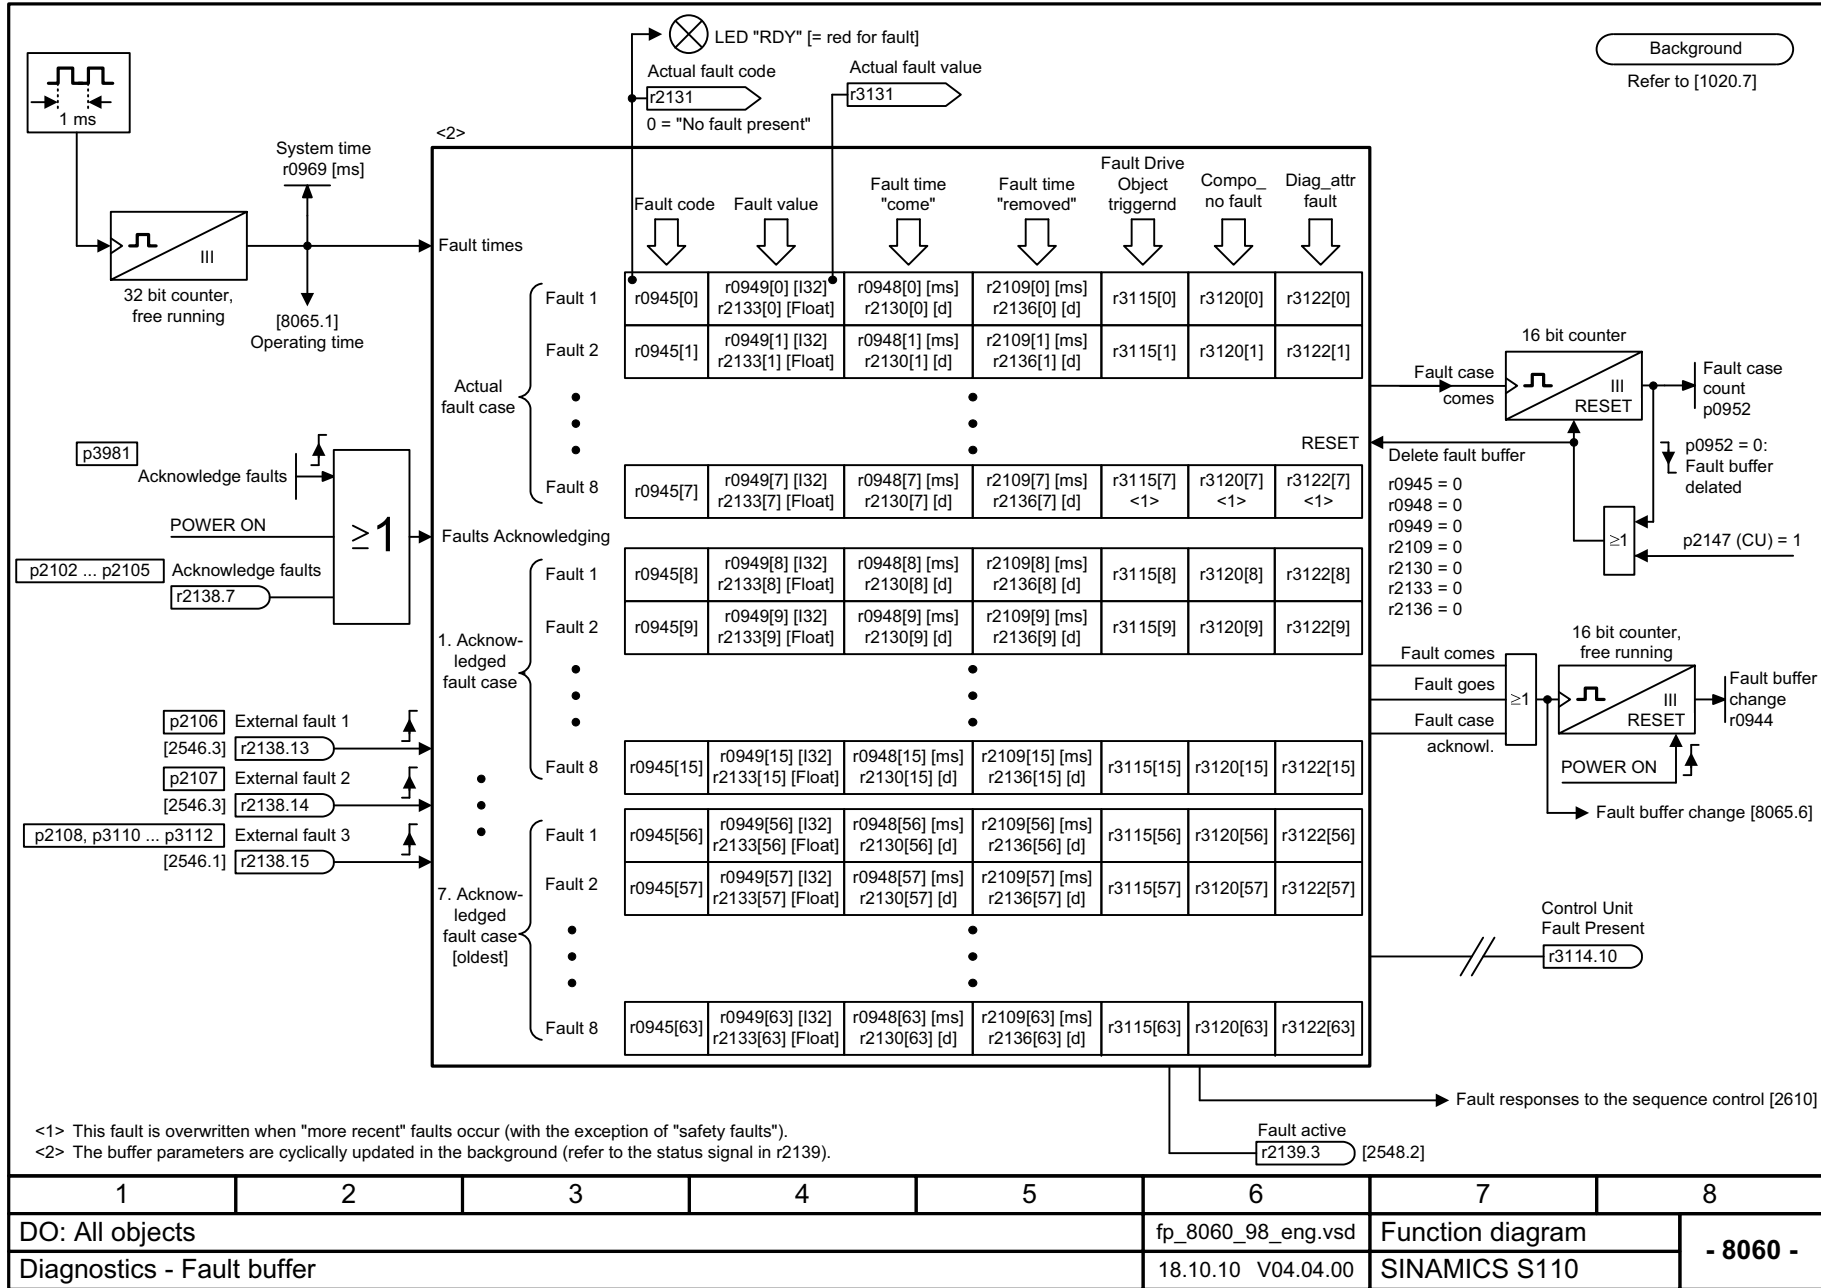 LED "RDY" [= red for fault]
Background
Refer to [1020.7]
Actual fault code
r2131
0 = "No fault present"
Actual fault value
r3131
1 ms
System time
r0969 [ms]
III
32 bit counter,
free running
[8065.1]
Operating time
<2>
Fault times
Fault code
Fault value
Fault time
"come"
Fault time
"removed"
Fault Drive
Object
triggernd
Compo_
no fault
Diag_attr
fault
Actual
fault case
Fault 1
r0945[0]
r0949[0] [I32]
r2133[0] [Float]
r0948[0] [ms]
r2130[0] [d]
r2109[0] [ms]
r2136[0] [d]
r3115[0]
r3120[0]
r3122[0]
Fault 2
r0945[1]
r0949[1] [I32]
r2133[1] [Float]
r0948[1] [ms]
r2130[1] [d]
r2109[1] [ms]
r2136[1] [d]
r3115[1]
r3120[1]
r3122[1]
Fault 8
r0945[7]
r0949[7] [I32]
r2133[7] [Float]
r0948[7] [ms]
r2130[7] [d]
r2109[7] [ms]
r2136[7] [d]
r3115[7]
<1>
r3120[7]
<1>
r3122[7]
<1>
RESET
p3981
Acknowledge faults
POWER ON
p2102 ... p2105
Acknowledge faults
r2138.7
≥1
Faults Acknowledging
1. Acknow-
ledged
fault case
Fault 1
r0945[8]
r0949[8] [I32]
r2133[8] [Float]
r0948[8] [ms]
r2130[8] [d]
r2109[8] [ms]
r2136[8] [d]
r3115[8]
r3120[8]
r3122[8]
Fault 2
r0945[9]
r0949[9] [I32]
r2133[9] [Float]
r0948[9] [ms]
r2130[9] [d]
r2109[9] [ms]
r2136[9] [d]
r3115[9]
r3120[9]
r3122[9]
Fault 8
r0945[15]
r0949[15] [I32]
r2133[15] [Float]
r0948[15] [ms]
r2130[15] [d]
r2109[15] [ms]
r2136[15] [d]
r3115[15]
r3120[15]
r3122[15]
p2106
External fault 1
[2546.3]
r2138.13
p2107
External fault 2
[2546.3]
r2138.14
p2108, p3110 ... p3112
External fault 3
[2546.1]
r2138.15
7. Acknow-
ledged
fault case
[oldest]
Fault 1
r0945[56]
r0949[56] [I32]
r2133[56] [Float]
r0948[56] [ms]
r2130[56] [d]
r2109[56] [ms]
r2136[56] [d]
r3115[56]
r3120[56]
r3122[56]
Fault 2
r0945[57]
r0949[57] [I32]
r2133[57] [Float]
r0948[57] [ms]
r2130[57] [d]
r2109[57] [ms]
r2136[57] [d]
r3115[57]
r3120[57]
r3122[57]
Fault 8
r0945[63]
r0949[63] [I32]
r2133[63] [Float]
r0948[63] [ms]
r2130[63] [d]
r2109[63] [ms]
r2136[63] [d]
r3115[63]
r3120[63]
r3122[63]
16 bit counter
Fault case
comes
III
RESET
Fault case
count
p0952
Delete fault buffer
r0945 = 0
r0948 = 0
r0949 = 0
r2109 = 0
r2130 = 0
r2133 = 0
r2136 = 0
p0952 = 0:
Fault buffer
delated
≥1
p2147 (CU) = 1
16 bit counter,
free running
Fault comes
Fault goes
Fault case
acknowl.
≥1
III
RESET
Fault buffer
change
r0944
POWER ON
Fault buffer change [8065.6]
Control Unit
Fault Present
r3114.10
Fault responses to the sequence control [2610]
Fault active
r2139.3
[2548.2]
<1> This fault is overwritten when "more recent" faults occur (with the exception of "safety faults").
<2> The buffer parameters are cyclically updated in the background (refer to the status signal in r2139).
1 2 3 4 5 6 7 8
DO: All objects
fp_8060_98_eng.vsd
Function diagram
- 8060 -
Diagnostics - Fault buffer
18.10.10 V04.04.00
SINAMICS S110